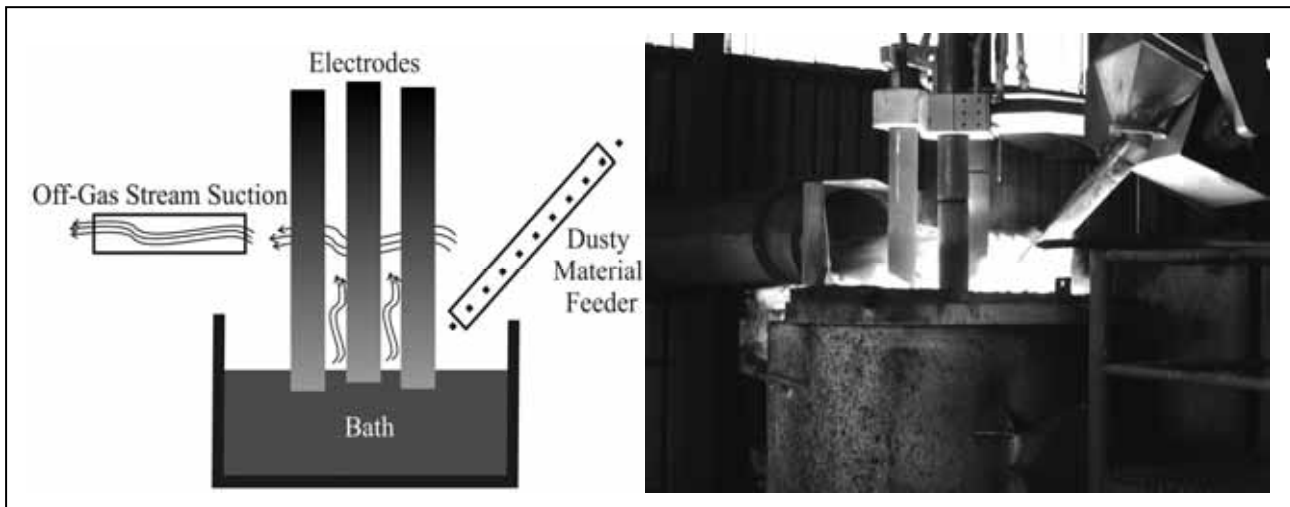 Electrodes
Off-Gas Stream Suction
Dusty
Material
Feeder
Bath